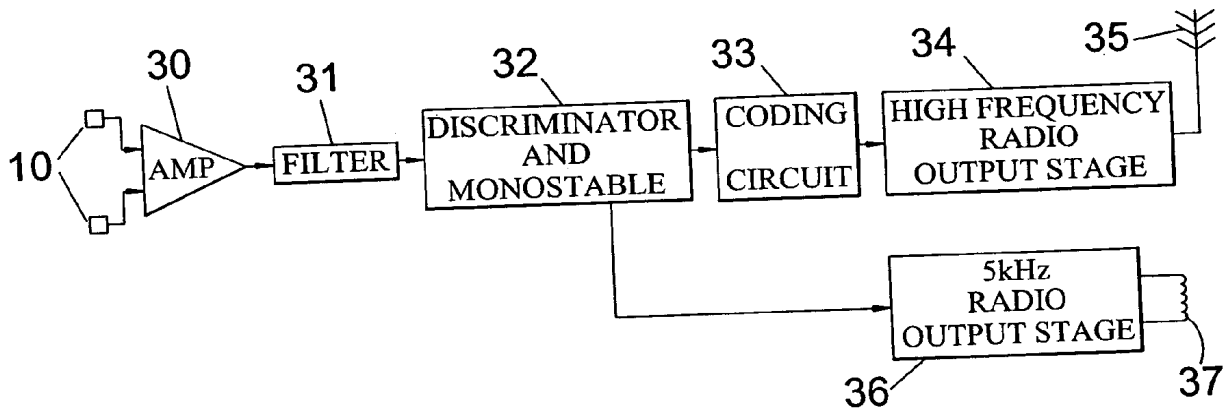 30
31
32
33
34
35
10
AMP
FILTER
DISCRIMINATOR
AND
MONOSTABLE
CODING
CIRCUIT
HIGH FREQUENCY
RADIO
OUTPUT STAGE
5kHz
RADIO
OUTPUT STAGE
36
37